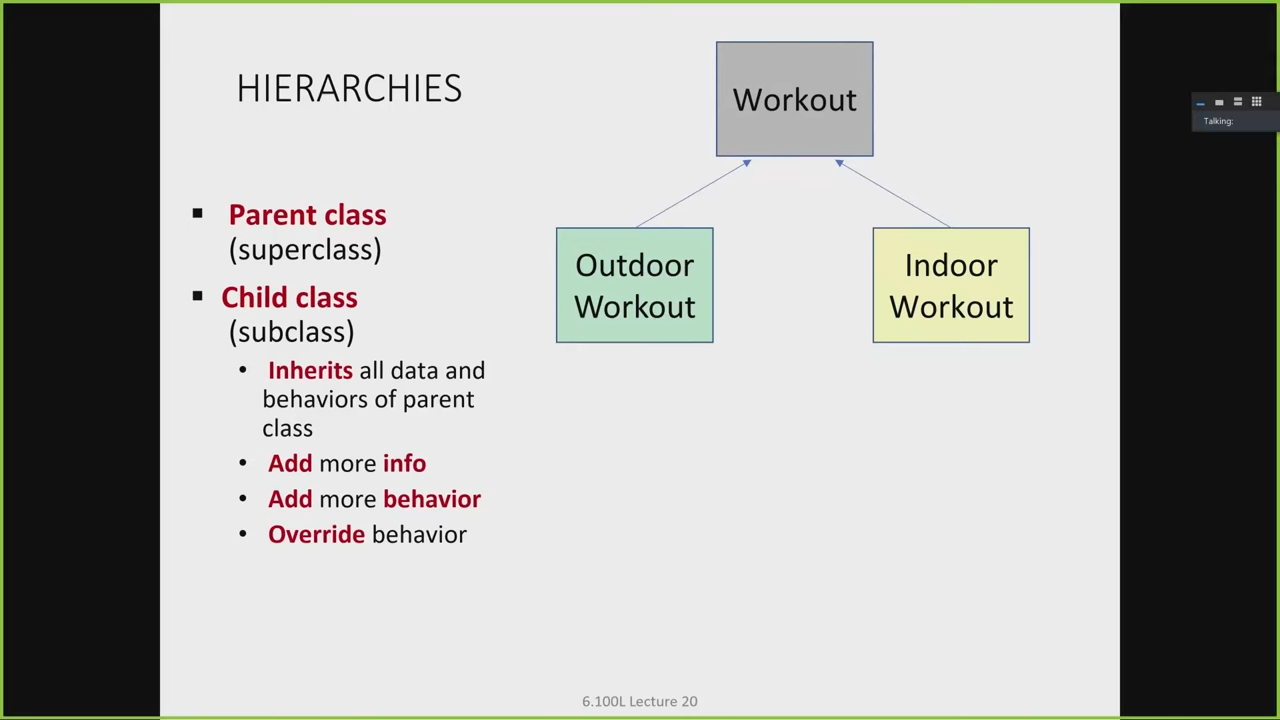 HIERARCHIES
▪ Parent class
(superclass)
▪ Child class
(subclass)
• Inherits all data and
behaviors of parent
class
• Add more info
• Add more behavior
• Override behavior
Workout
Outdoor
Workout
Indoor
Workout
Talking:
6.100L Lecture 20